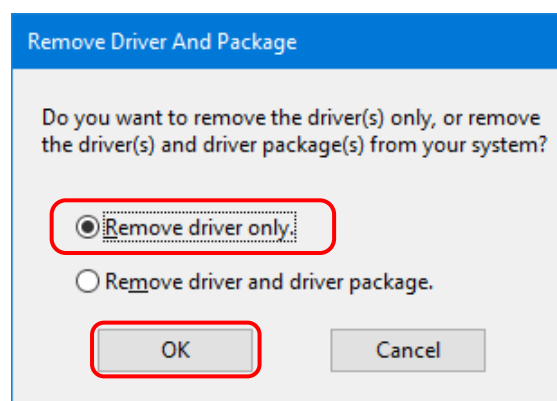 Remove Driver And Package
Do you want to remove the driver(s) only, or remove
the driver(s) and driver package(s) from your system?
Remove driver only.
Remove driver and driver package.
OK Cancel